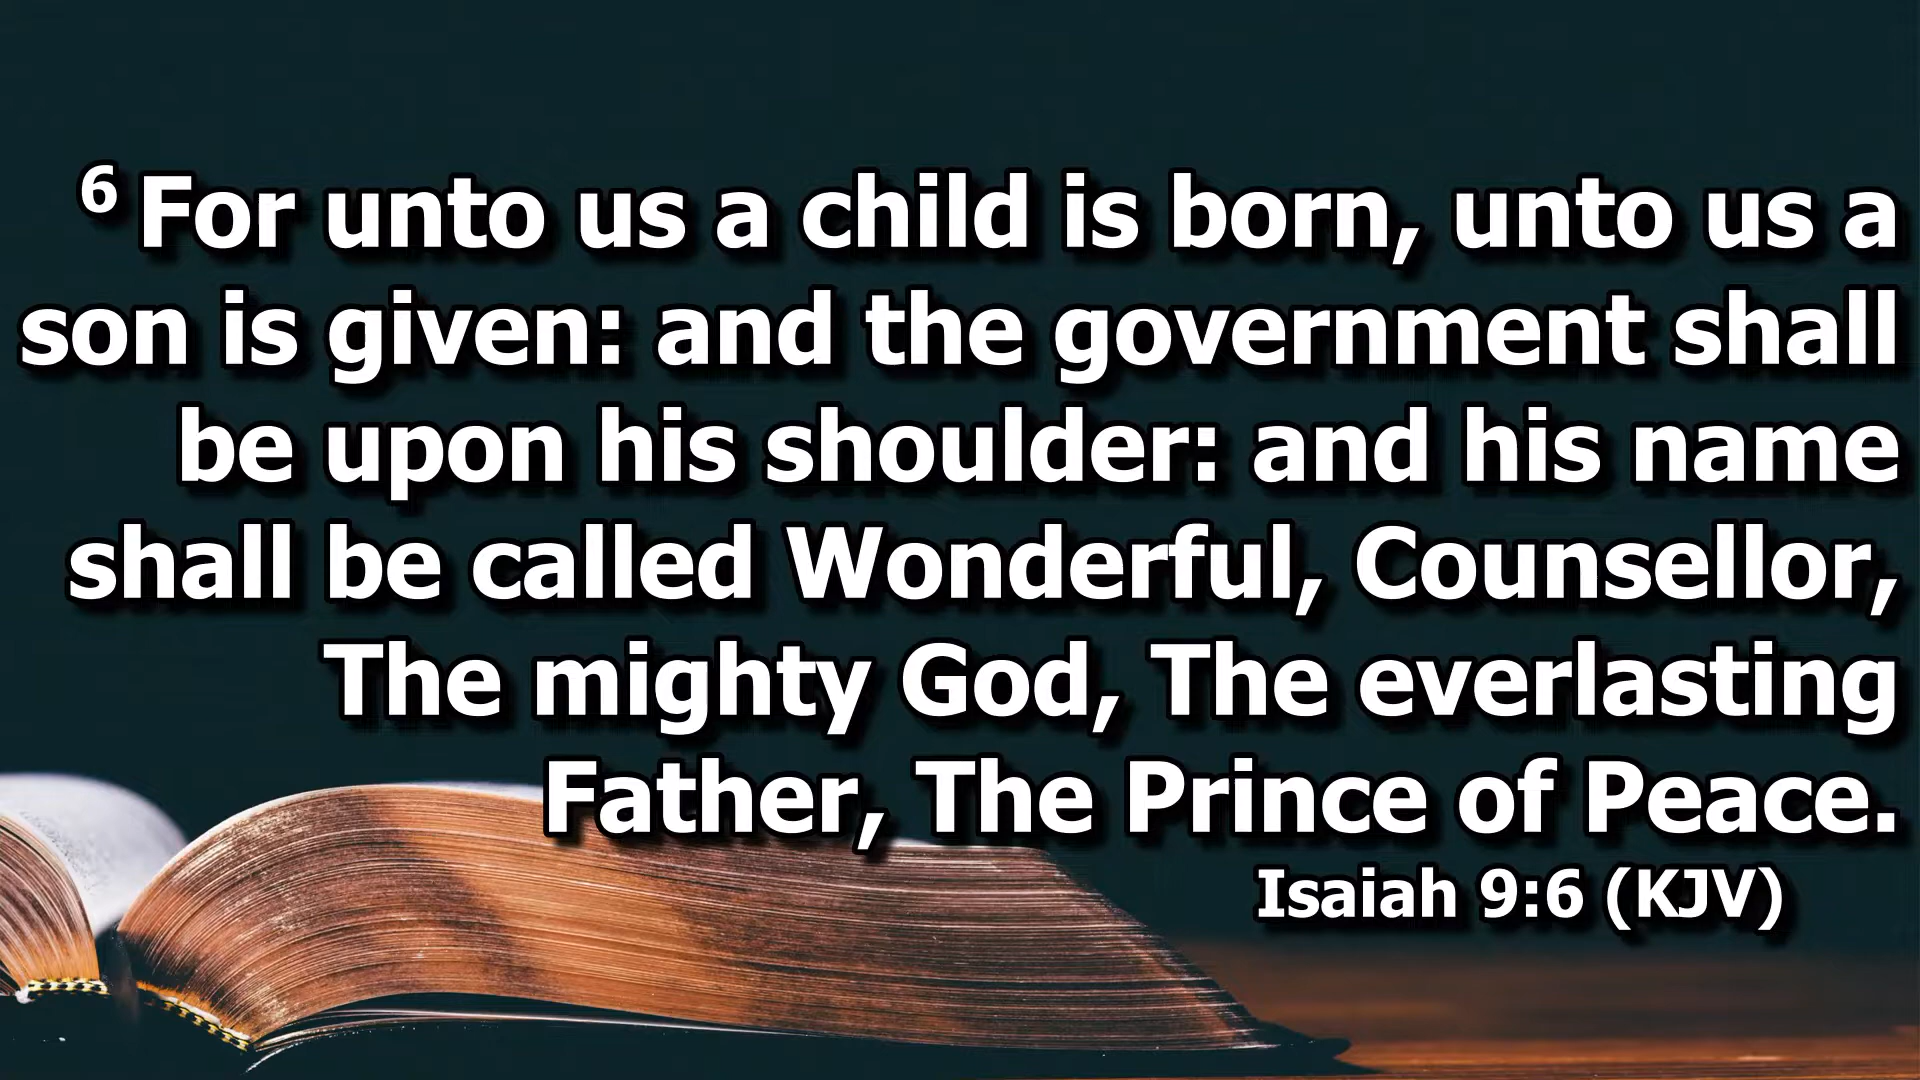 6 For unto us a child is born, unto us a
son is given: and the government shall
be upon his shoulder: and his name
shall be called Wonderful, Counsellor,
The mighty God, The everlasting
Father, The Prince of Peace.
Isaiah 9:6 (KJV)